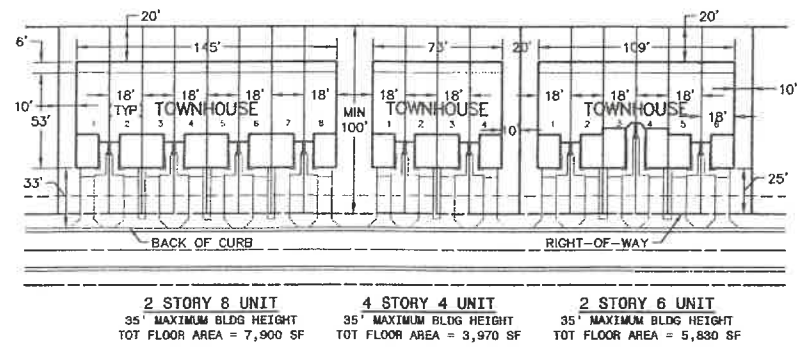 20' 20'
6' 145' 73' 20' 109'
18' 18' 18' 18' 18' 18' 18' 10'
10' TYP TOWNHOUSE MIN TOWNHOUSE TOWNHOUSE 18'
53' 1 2 3 4 5 6 7 8 100' 1 2 3 4 10' 1 2 3 4 5 6
33' 25'
BACK OF CURB RIGHT-OF-WAY
2 STORY 8 UNIT 4 STORY 4 UNIT 2 STORY 6 UNIT
35' MAXIMUM BLDG HEIGHT 35' MAXIMUM BLDG HEIGHT 35' MAXIMUM BLDG HEIGHT
TOT FLOOR AREA = 7,900 SF TOT FLOOR AREA = 3,970 SF TOT FLOOR AREA = 5,830 SF